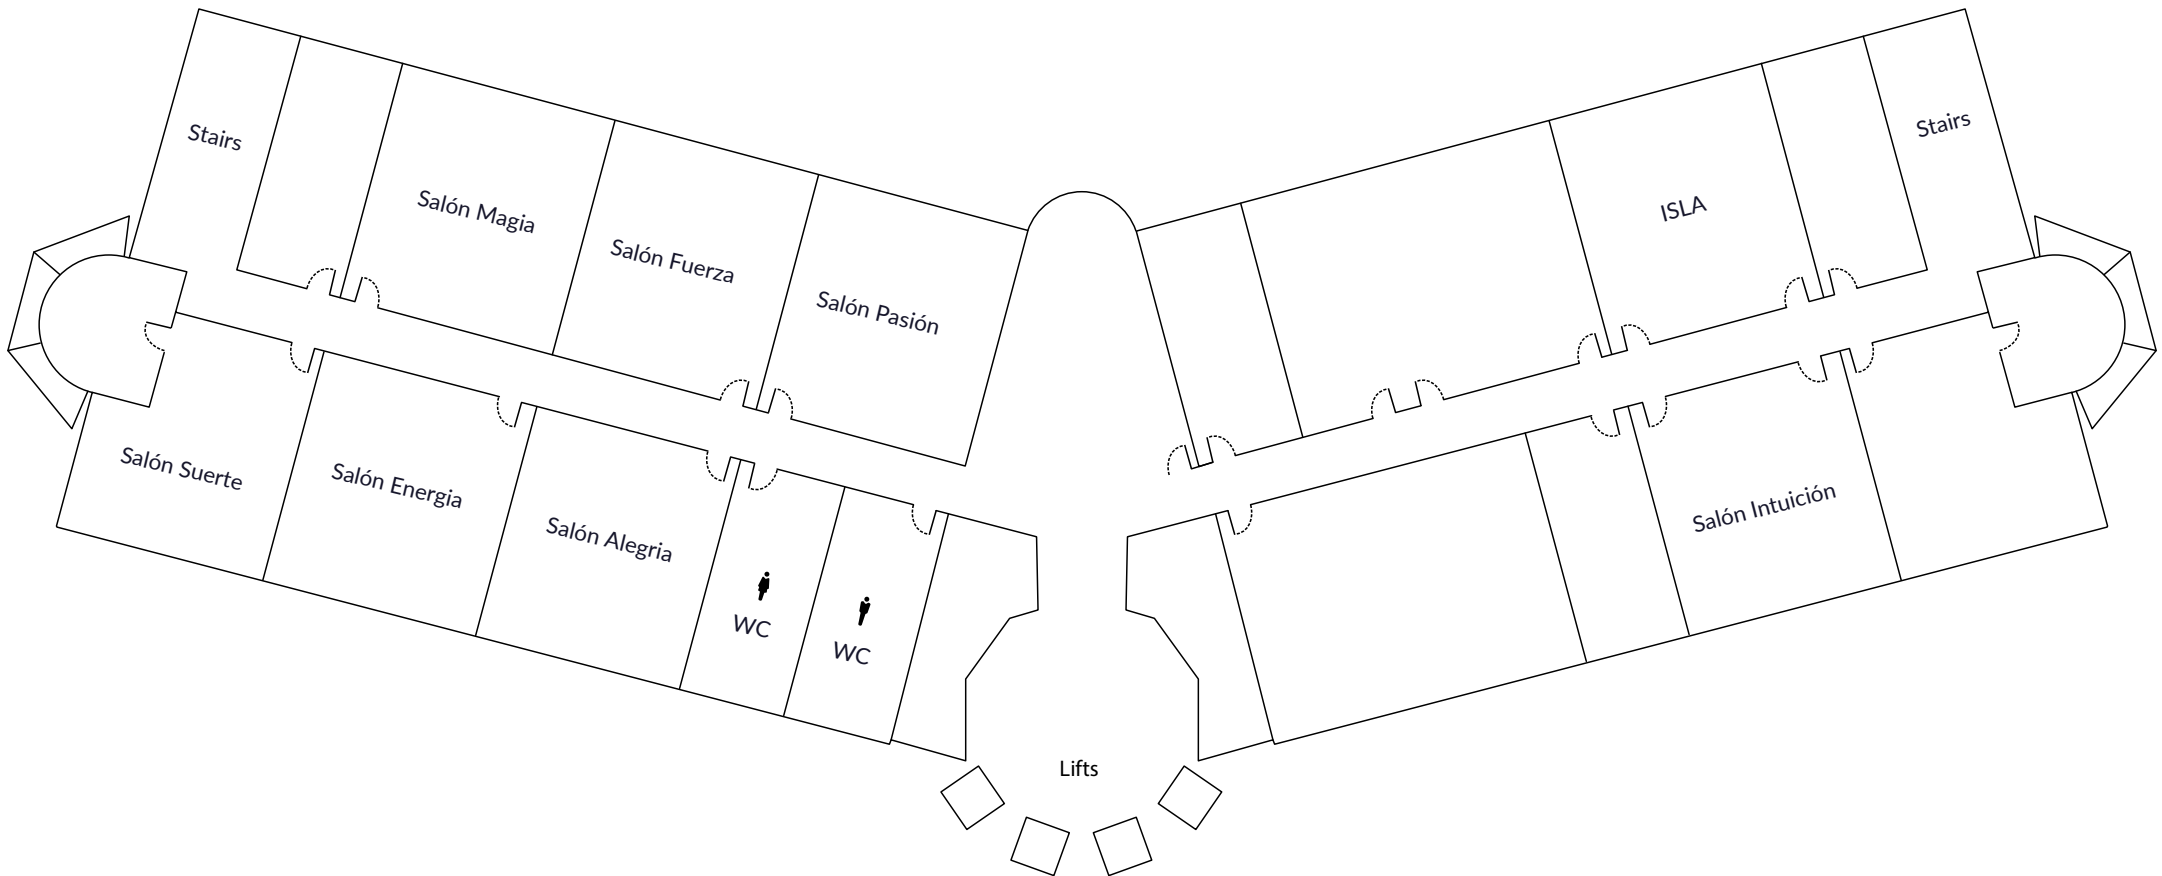 Stairs
Salón Magia
Salón Fuerza
Salón Pasión
Salón Suerte
Salón Energia
Salón Alegria
WC
WC
Lifts
ISLA
Stairs
Salón Intuición